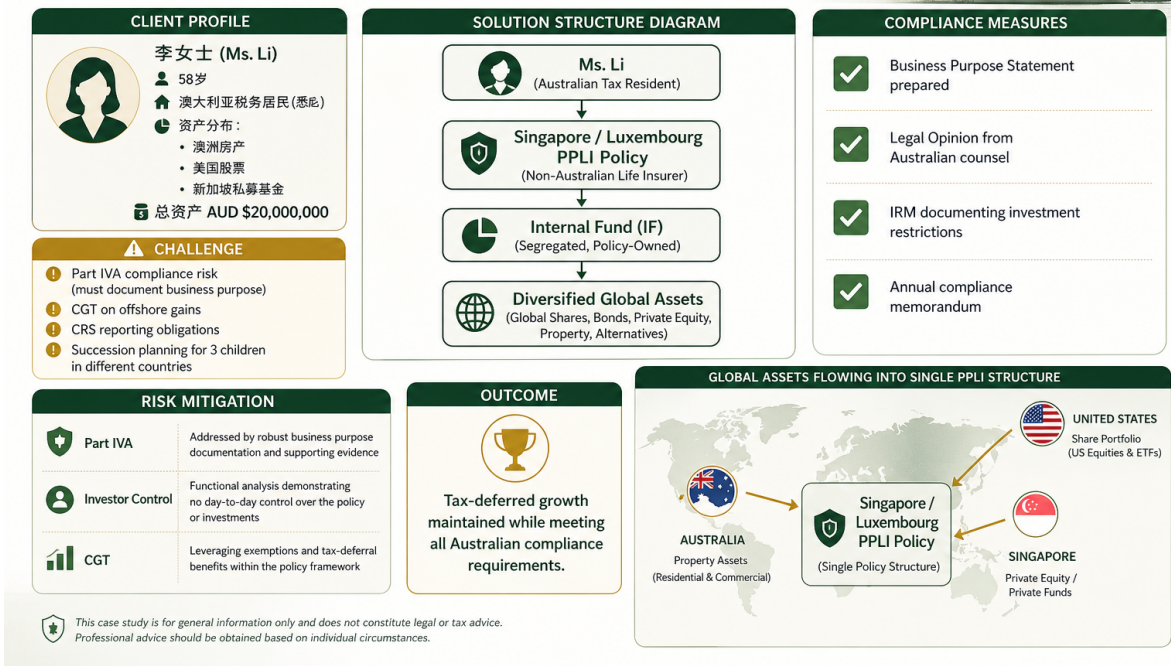 CLIENT PROFILE
李女士 (Ms. Li)
58岁
澳大利亚税务居民(悉尼)
资产分布：
• 澳洲房产
• 美国股票
• 新加坡私募基金
总资产 AUD $20,000,000
CHALLENGE
Part IVA compliance risk
(must document business purpose)
CGT on offshore gains
CRS reporting obligations
Succession planning for 3 children
in different countries
SOLUTION STRUCTURE DIAGRAM
Ms. Li
(Australian Tax Resident)
Singapore / Luxembourg
PPLI Policy
(Non-Australian Life Insurer)
Internal Fund (IF)
(Segregated, Policy-Owned)
Diversified Global Assets
(Global Shares, Bonds, Private Equity,
Property, Alternatives)
COMPLIANCE MEASURES
Business Purpose Statement
prepared
Legal Opinion from
Australian counsel
IRM documenting investment
restrictions
Annual compliance
memorandum
RISK MITIGATION
Part IVA
Addressed by robust business purpose
documentation and supporting evidence
Investor Control
Functional analysis demonstrating
no day-to-day control over the policy
or investments
CGT
Leveraging exemptions and tax-deferral
benefits within the policy framework
OUTCOME
Tax-deferred growth
maintained while meeting
all Australian compliance
requirements.
GLOBAL ASSETS FLOWING INTO SINGLE PPLI STRUCTURE
UNITED STATES
Share Portfolio
(US Equities & ETFs)
AUSTRALIA
Property Assets
(Residential & Commercial)
Singapore /
Luxembourg
PPLI Policy
(Single Policy Structure)
SINGAPORE
Private Equity /
Private Funds
This case study is for general information only and does not constitute legal or tax advice.
Professional advice should be obtained based on individual circumstances.